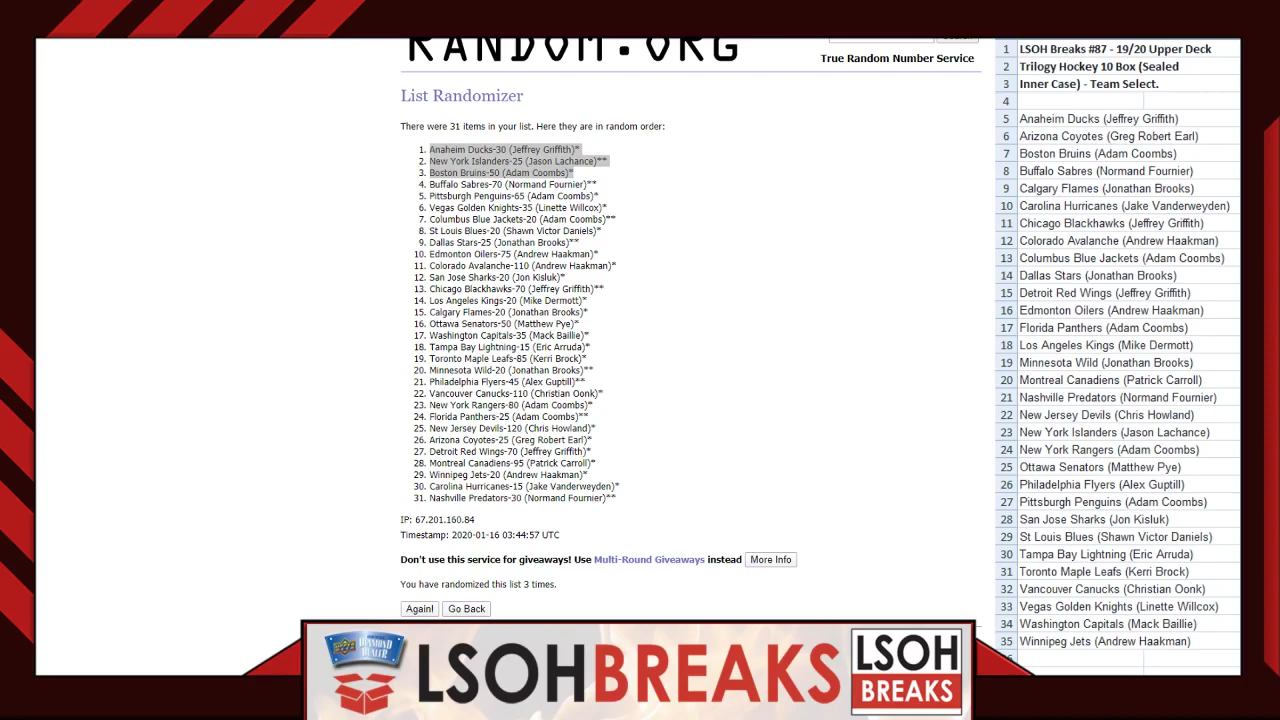 RANDOM.ORG
True Random Number Service
List Randomizer
There were 31 items in your list. Here they are in random order:
1. Anaheim Ducks-30 (Jeffrey Griffith)*
2. New York Islanders-25 (Jason Lachance)**
3. Boston Bruins-50 (Adam Coombs)*
4. Buffalo Sabres-70 (Normand Fournier)**
5. Pittsburgh Penguins-65 (Adam Coombs)*
6. Vegas Golden Knights-35 (Linette Willcox)*
7. Columbus Blue Jackets-20 (Adam Coombs)**
8. St Louis Blues-20 (Shawn Victor Daniels)*
9. Dallas Stars-25 (Jonathan Brooks)**
10. Edmonton Oilers-75 (Andrew Haakman)*
11. Colorado Avalanche-110 (Andrew Haakman)*
12. San Jose Sharks-20 (Jon Kisluk)*
13. Chicago Blackhawks-70 (Jeffrey Griffith)**
14. Los Angeles Kings-20 (Mike Dermott)*
15. Calgary Flames-20 (Jonathan Brooks)*
16. Ottawa Senators-50 (Matthew Pye)*
17. Washington Capitals-35 (Mack Baillie)*
18. Tampa Bay Lightning-15 (Eric Arruda)*
19. Toronto Maple Leafs-85 (Kerri Brock)*
20. Minnesota Wild-20 (Jonathan Brooks)**
21. Philadelphia Flyers-45 (Alex Guptill)**
22. Vancouver Canucks-110 (Christian Oonk)*
23. New York Rangers-80 (Adam Coombs)*
24. Florida Panthers-25 (Adam Coombs)**
25. New Jersey Devils-120 (Chris Howland)*
26. Arizona Coyotes-25 (Greg Robert Earl)*
27. Detroit Red Wings-70 (Jeffrey Griffith)*
28. Montreal Canadiens-95 (Patrick Carroll)*
29. Winnipeg Jets-20 (Andrew Haakman)*
30. Carolina Hurricanes-15 (Jake Vanderweyden)*
31. Nashville Predators-30 (Normand Fournier)**
IP: 67.201.160.84
Timestamp: 2020-01-16 03:44:57 UTC
Don't use this service for giveaways! Use Multi-Round Giveaways instead More Info
You have randomized this list 3 times.
Again! Go Back
1 LSOH Breaks #87 - 19/20 Upper Deck
2 Trilogy Hockey 10 Box (Sealed
3 Inner Case) - Team Select.
4
5 Anaheim Ducks (Jeffrey Griffith)
6 Arizona Coyotes (Greg Robert Earl)
7 Boston Bruins (Adam Coombs)
8 Buffalo Sabres (Normand Fournier)
9 Calgary Flames (Jonathan Brooks)
10 Carolina Hurricanes (Jake Vanderweyden)
11 Chicago Blackhawks (Jeffrey Griffith)
12 Colorado Avalanche (Andrew Haakman)
13 Columbus Blue Jackets (Adam Coombs)
14 Dallas Stars (Jonathan Brooks)
15 Detroit Red Wings (Jeffrey Griffith)
16 Edmonton Oilers (Andrew Haakman)
17 Florida Panthers (Adam Coombs)
18 Los Angeles Kings (Mike Dermott)
19 Minnesota Wild (Jonathan Brooks)
20 Montreal Canadiens (Patrick Carroll)
21 Nashville Predators (Normand Fournier)
22 New Jersey Devils (Chris Howland)
23 New York Islanders (Jason Lachance)
24 New York Rangers (Adam Coombs)
25 Ottawa Senators (Matthew Pye)
26 Philadelphia Flyers (Alex Guptill)
27 Pittsburgh Penguins (Adam Coombs)
28 San Jose Sharks (Jon Kisluk)
29 St Louis Blues (Shawn Victor Daniels)
30 Tampa Bay Lightning (Eric Arruda)
31 Toronto Maple Leafs (Kerri Brock)
32 Vancouver Canucks (Christian Oonk)
33 Vegas Golden Knights (Linette Willcox)
34 Washington Capitals (Mack Baillie)
35 Winnipeg Jets (Andrew Haakman)
DIAMOND
DEALER
LSOHBREAKS
LSOH
BREAKS